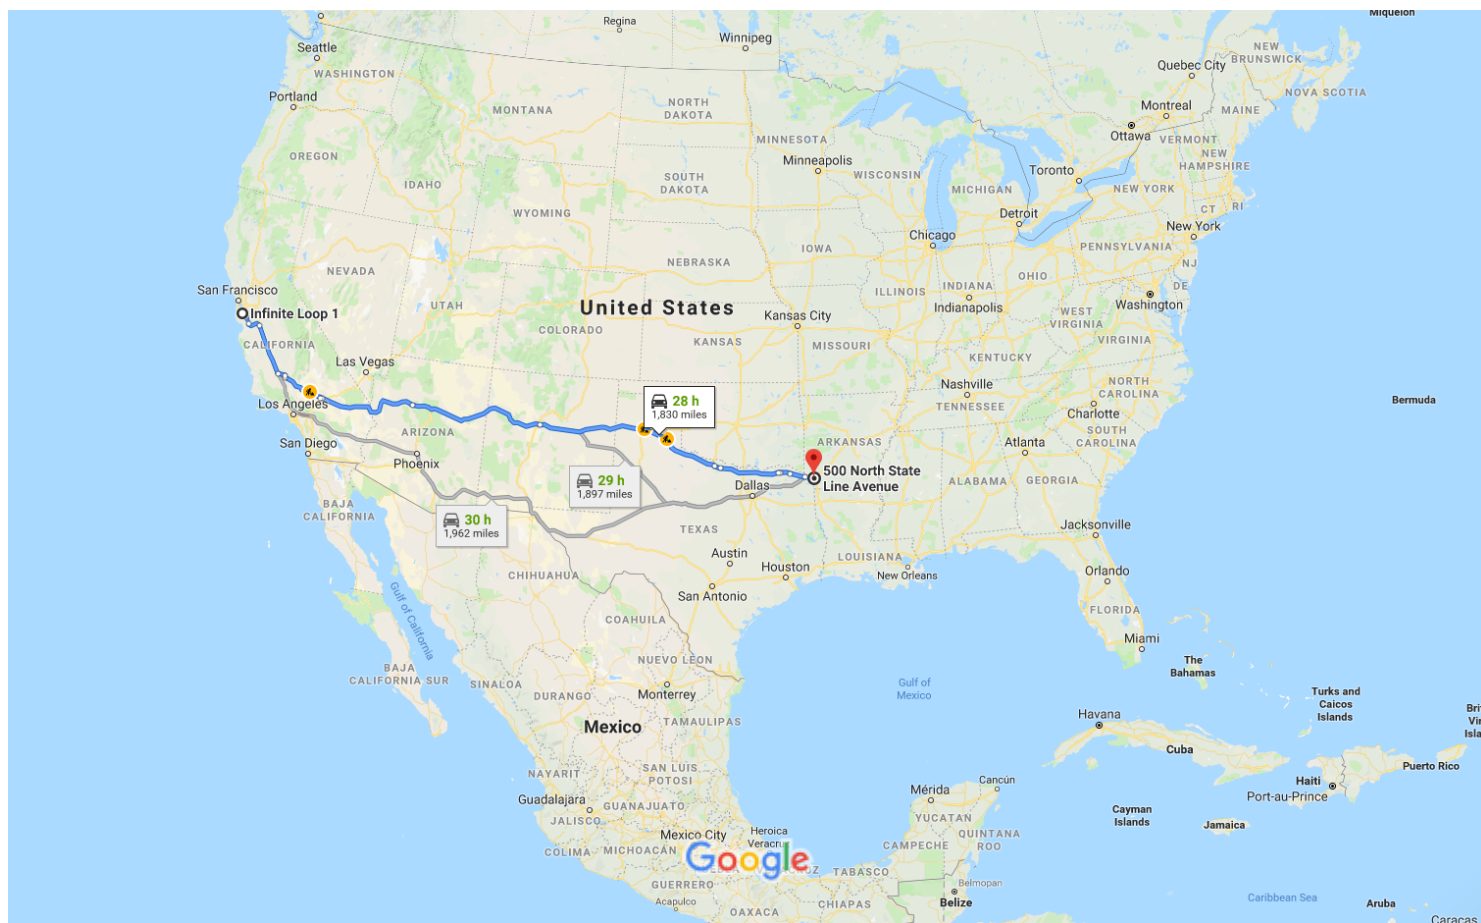 Miquelon
Regina
Winnipeg
Seattle
WASHINGTON
NEW
BRUNSWICK
Quebec City
NOVA SCOTIA
Portland
MONTANA
NORTH
DAKOTA
Montreal
MAINE
Ottawa
VERMONT
MINNESOTA
OREGON
Minneapolis
NEW
HAMPSHIRE
WISCONSIN
Toronto
IDAHO
SOUTH
DAKOTA
MICHIGAN
NEW YORK
WYOMING
Detroit
CT
RI
Chicago
New York
IOWA
PENNSYLVANIA
NEBRASKA
NEVADA
NJ
OHIO
San Francisco
UTAH
ILLINOIS
INDIANA
DE
Infinite Loop 1
United States
Indianapolis
Washington
Kansas City
COLORADO
WEST
VIRGINIA
CALIFORNIA
KANSAS
MISSOURI
VIRGINIA
Las Vegas
KENTUCKY
Nashville
NORTH
CAROLINA
28 h
1,830 miles
Los Angeles
TENNESSEE
Charlotte
Bermuda
ARIZONA
SOUTH
CAROLINA
San Diego
ARKANSAS
Atlanta
Phoenix
500 North State
Line Avenue
29 h
1,897 miles
Dallas
ALABAMA
GEORGIA
BAJA
CALIFORNIA
30 h
1,962 miles
TEXAS
Jacksonville
Austin
LOUISIANA
Houston
New Orleans
CHIHUAHUA
Orlando
San Antonio
Gulf of California
FLORIDA
COAHUILA
Miami
NUEVO LEON
The
Bahamas
BAJA
CALIFORNIA SUR
SINALOA
DURANGO
Monterrey
Gulf of
Mexico
Turks and
Caicos
Islands
Mexico
TAMAULIPAS
Havana
Cuba
SAN LUIS
POTOSI
NAYARIT
Cancún
Puerto Rico
Haiti
Port-au-Prince
Guadalajara
GUANAJUATO
Mérida
Cayman
Islands
JALISCO
YUCATAN
Jamaica
Mexico City
Heroica
QUINTANA
ROO
COLIMA
MICHOACÁN
CAMPECHE
Google
TABASCO
GUERRERO
Belmopan
Acapulco
Belize
CHIAPAS
OAXACA
Caribbean Sea
Aruba
Caracas